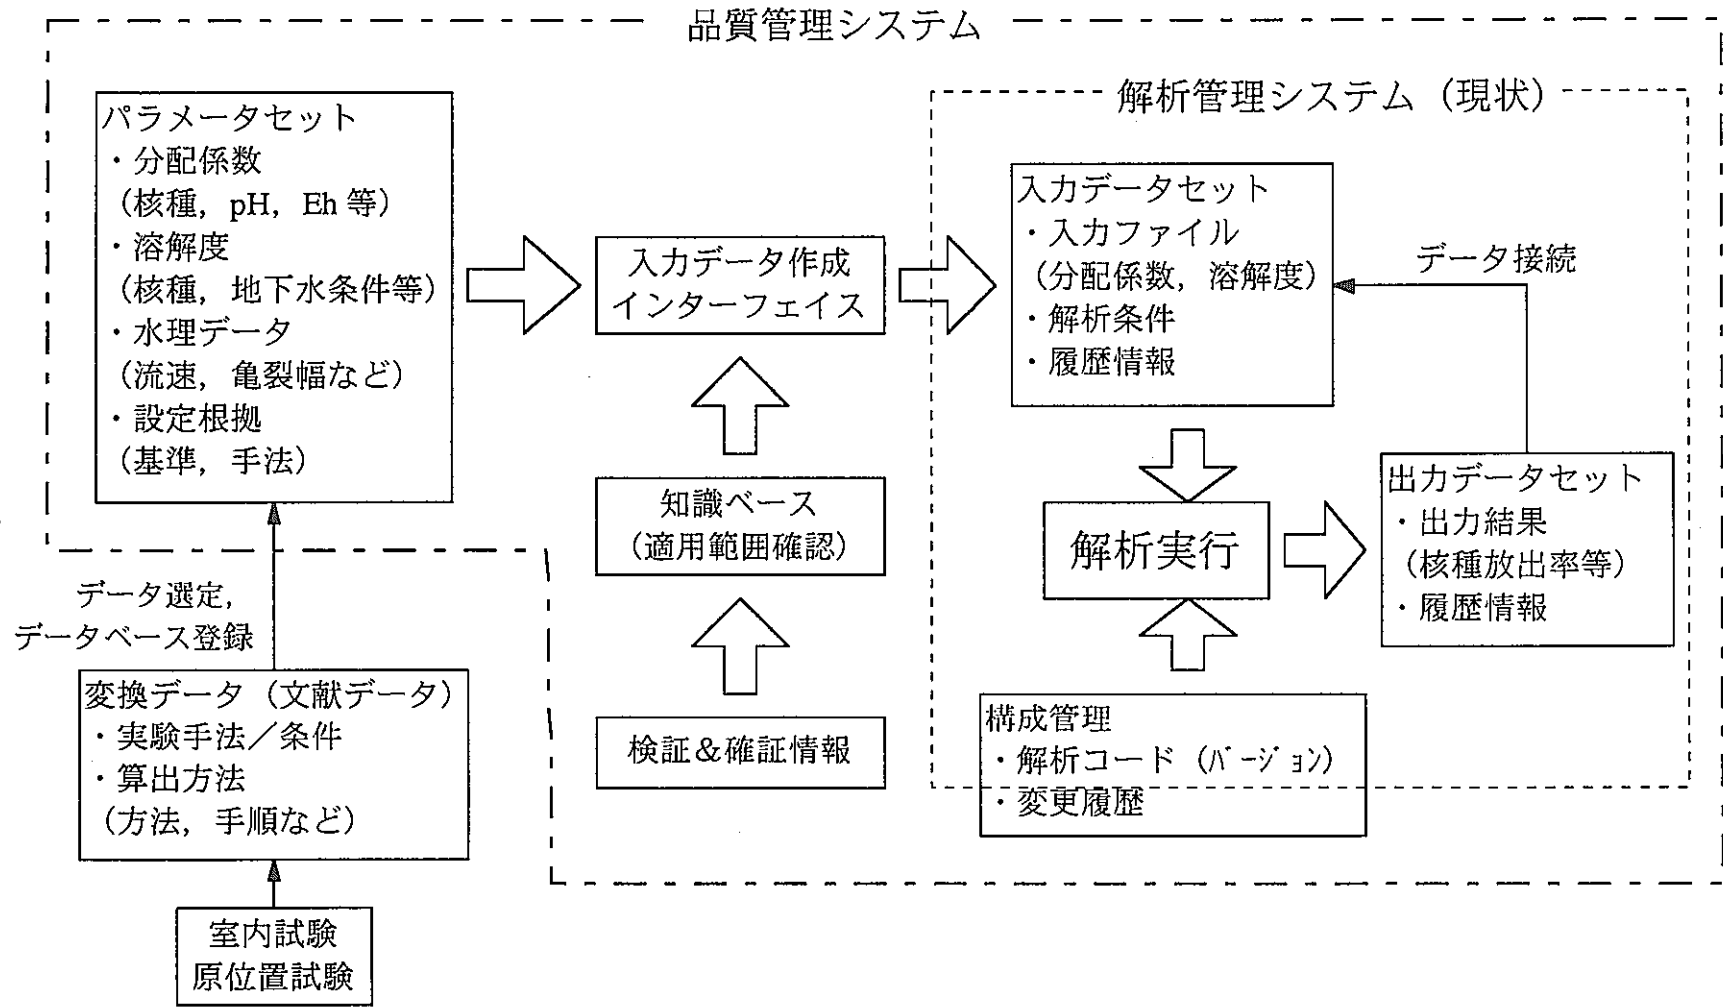 品質管理システム
解析管理システム（現状）
パラメータセット
・分配係数
（核種，pH，Eh 等）
・溶解度
（核種，地下水条件等）
・水理データ
（流速，亀裂幅など）
・設定根拠
（基準，手法）
入力データ作成
インターフェイス
入力データセット
・入力ファイル
（分配係数，溶解度）
・解析条件
・履歴情報
データ接続
知識ベース
（適用範囲確認）
解析実行
出力データセット
・出力結果
（核種放出率等）
・履歴情報
データ選定，
データベース登録
変換データ（文献データ）
・実験手法／条件
・算出方法
（方法，手順など）
検証＆確証情報
構成管理
・解析コード（ﾊﾞｰｼﾞｮﾝ）
・変更履歴
室内試験
原位置試験